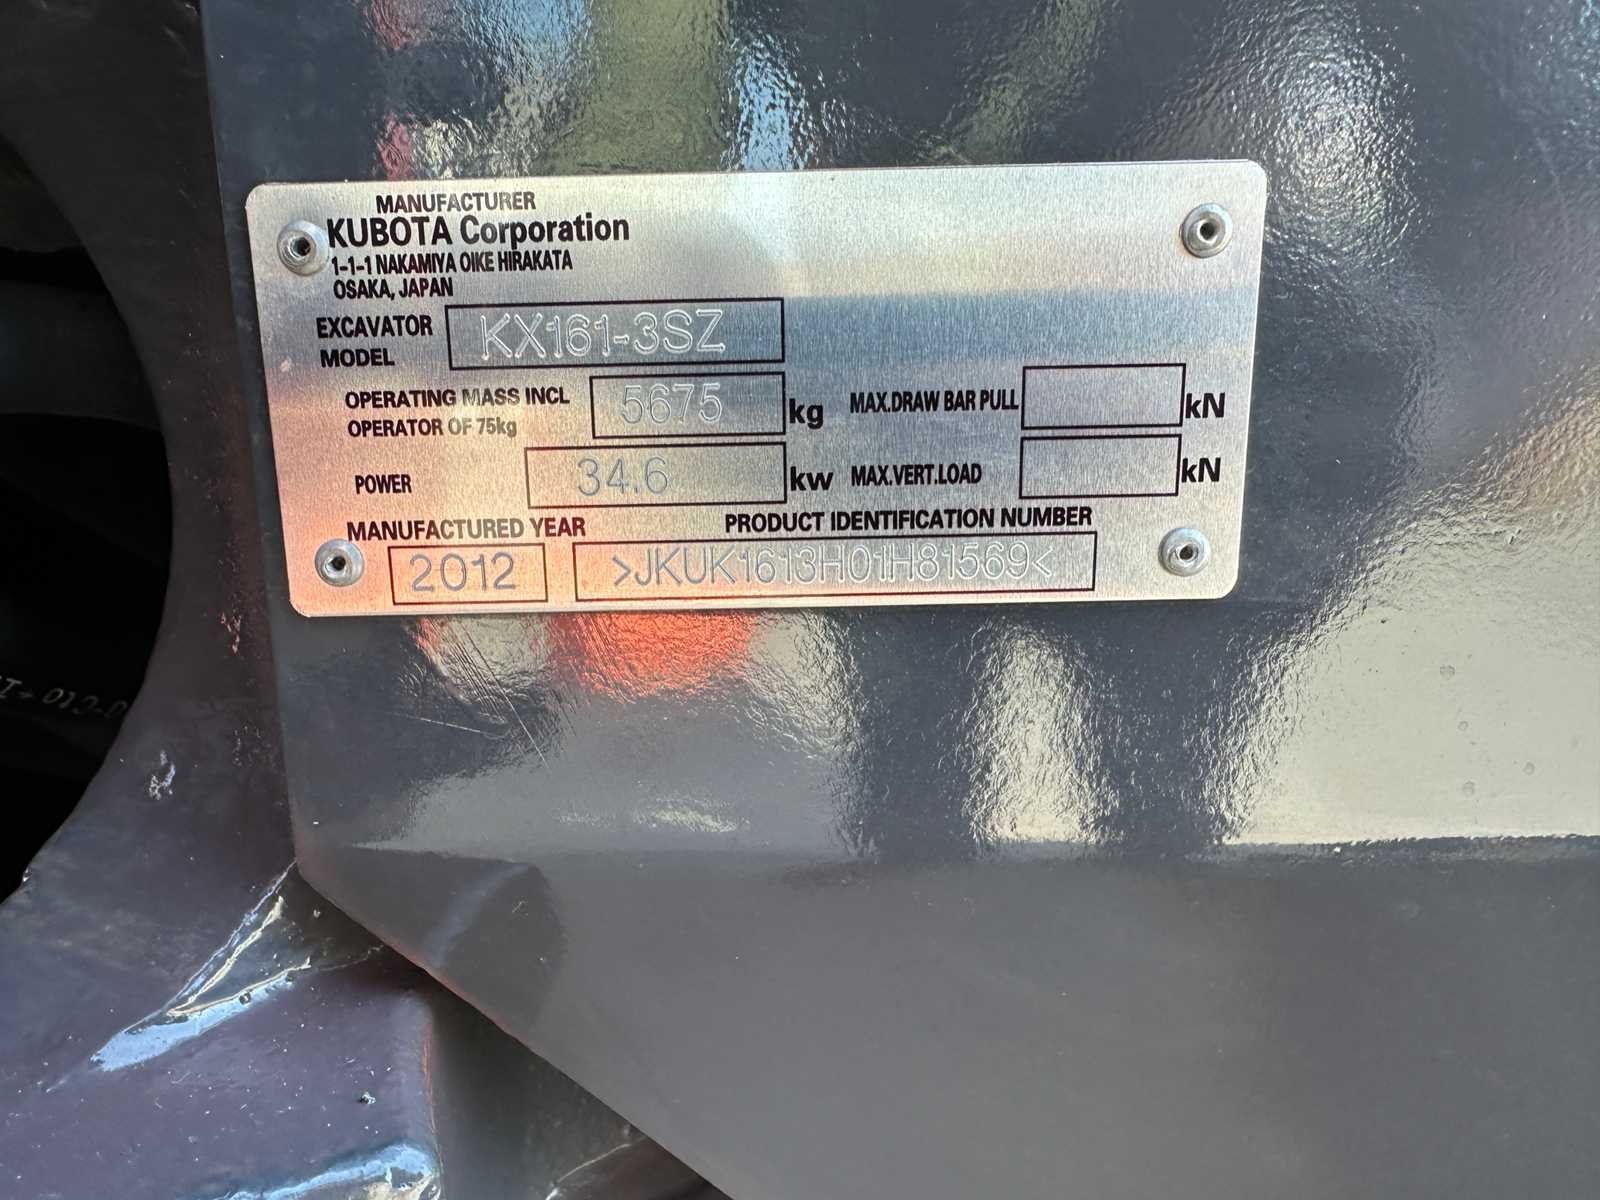 MANUFACTURER
KUBOTA Corporation
1-1-1 NAKAMIYA OIKE HIRAKATA
OSAKA, JAPAN
EXCAVATOR MODEL KX161-3SZ
OPERATING MASS INCL OPERATOR OF 75kg 5675 kg MAX.DRAW BAR PULL kN
POWER 34.6 kw MAX.VERT.LOAD kN
MANUFACTURED YEAR PRODUCT IDENTIFICATION NUMBER
2012 >JKUK1613H01H81569<